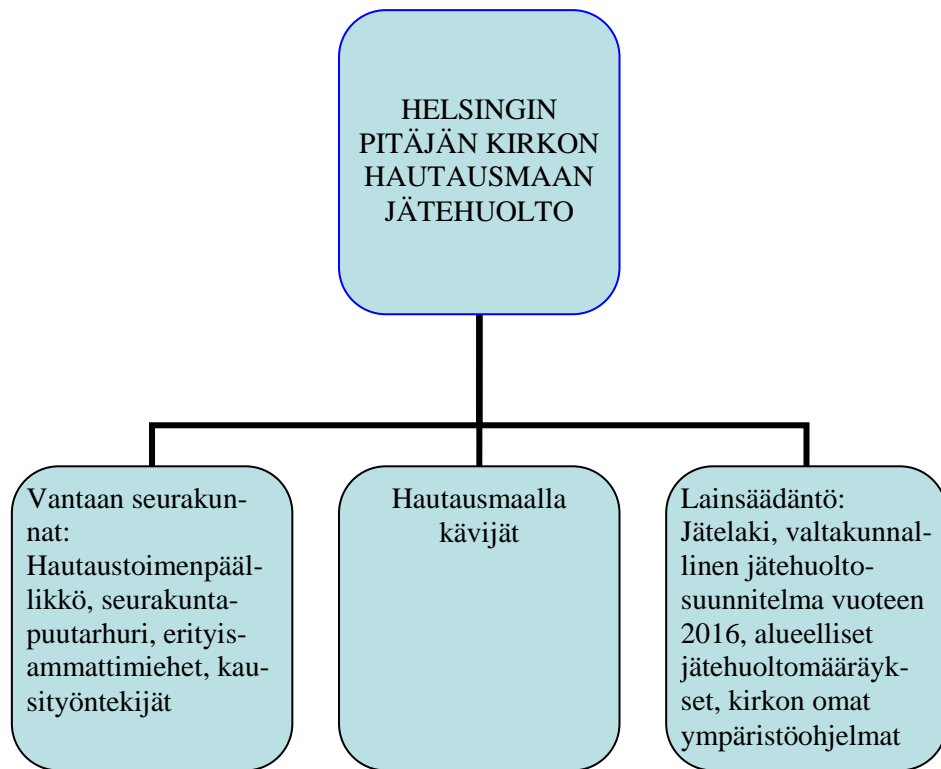 HELSINGIN
PITÄJÄN KIRKON
HAUTAUSMAAN
JÄTEHUOLTO
Vantaan seurakun-
nat:
Hautaustoimenpääl-
likkö, seurakunta-
puutarhuri, erityis-
ammattimiehet, kau-
sityöntekijät
Hautausmaalla
kävijät
Lainsäädäntö:
Jätelaki, valtakunnal-
linen jätehuolto-
suunnitelma vuoteen
2016, alueelliset
jätehuoltomääräyk-
set, kirkon omat
ympäristöohjelmat